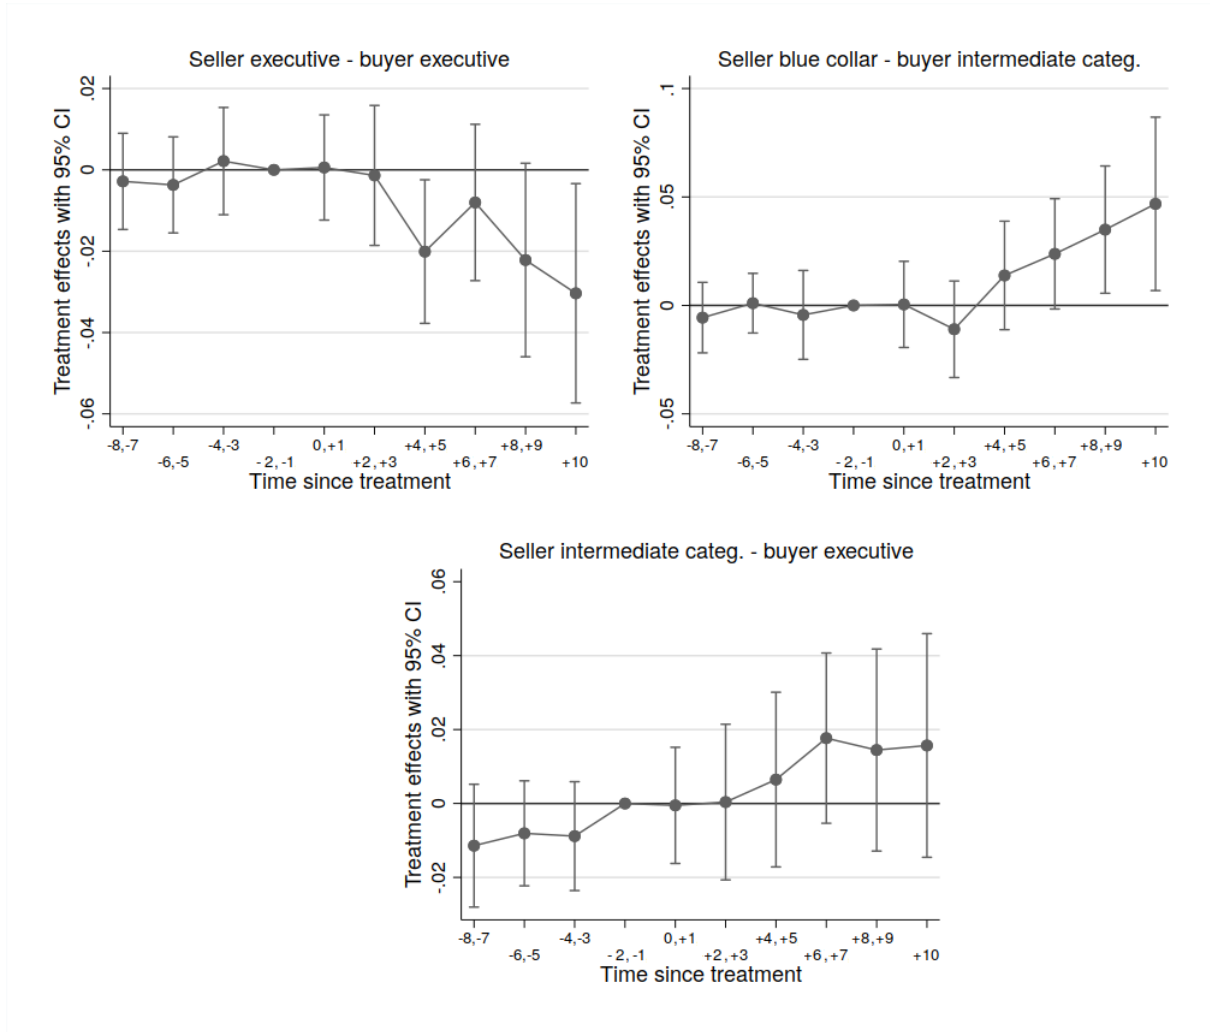 Seller executive - buyer executive
Treatment effects with 95% CI
.02
0
-.02
-.04
-.06
-8,-7 -4,-3 0,+1 +4,+5 +8,+9
-6,-5 -2,-1 +2,+3 +6,+7 +10
Time since treatment
Seller blue collar - buyer intermediate categ.
Treatment effects with 95% CI
.1
.05
0
-.05
-8,-7 -4,-3 0,+1 +4,+5 +8,+9
-6,-5 -2,-1 +2,+3 +6,+7 +10
Time since treatment
Seller intermediate categ. - buyer executive
Treatment effects with 95% CI
.06
.04
.02
0
-.02
-8,-7 -4,-3 0,+1 +4,+5 +8,+9
-6,-5 -2,-1 +2,+3 +6,+7 +10
Time since treatment